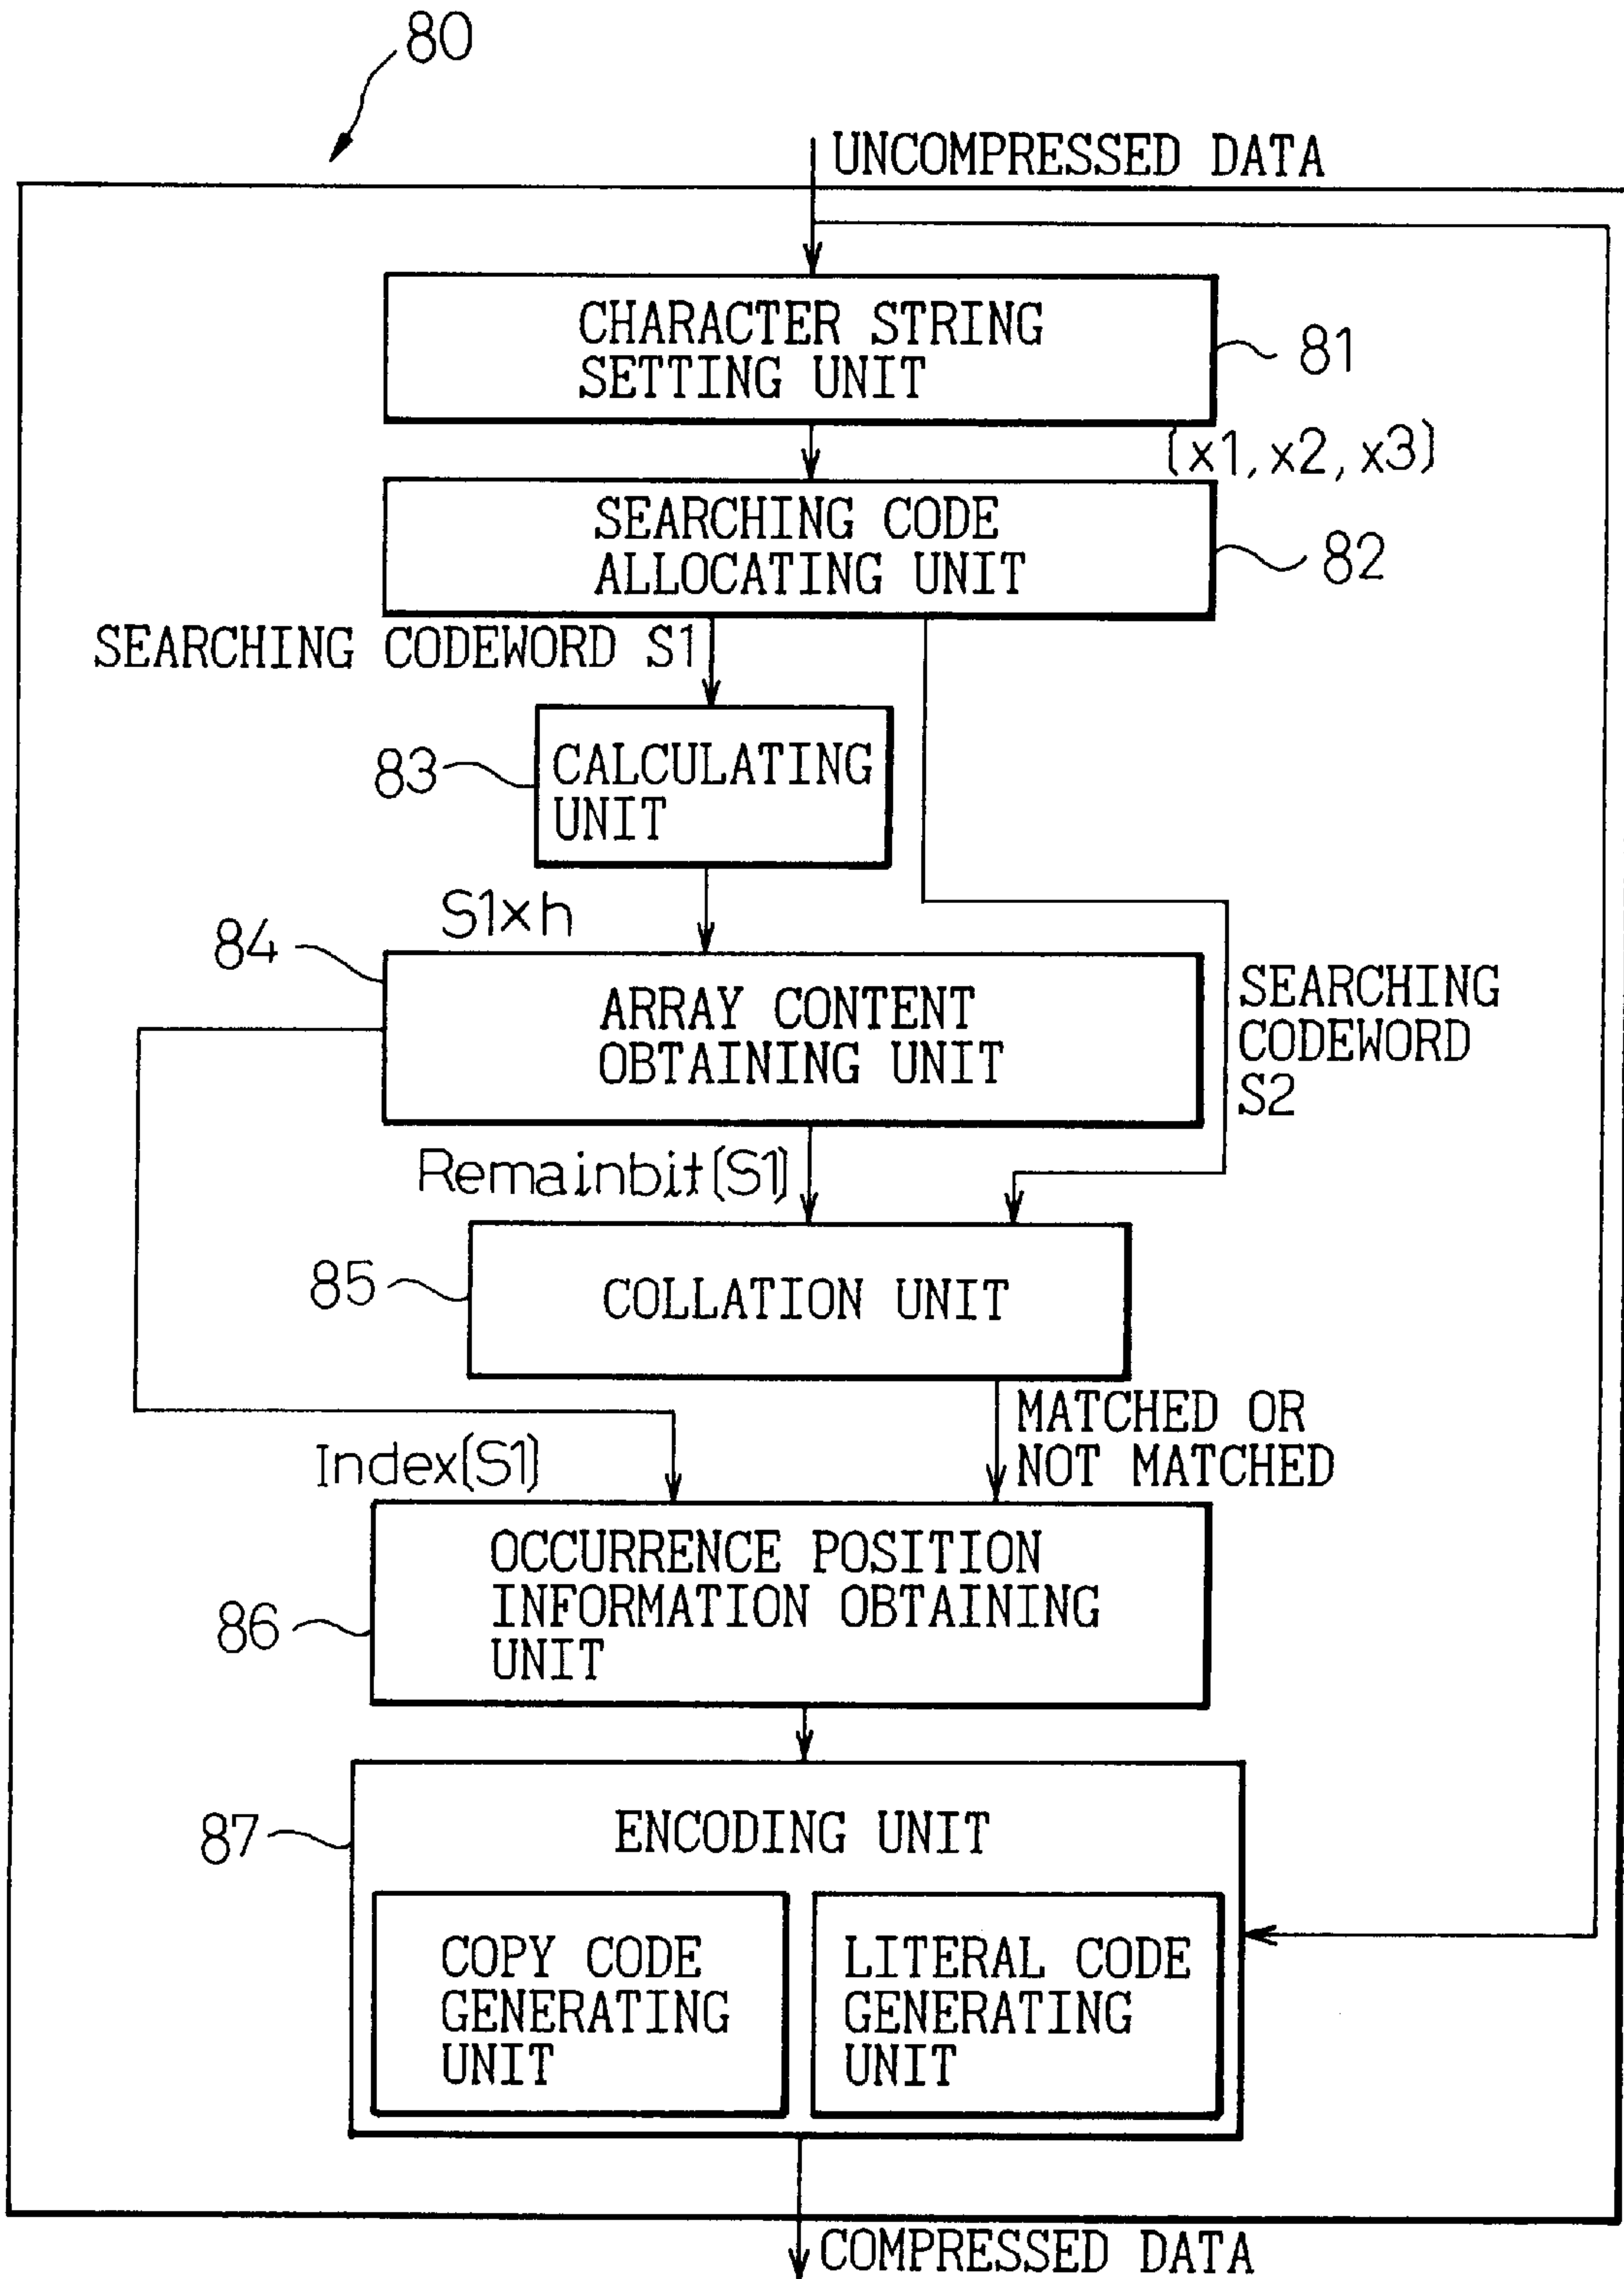 80
UNCOMPRESSED DATA
CHARACTER STRING
SETTING UNIT
81
(x1, x2, x3)
SEARCHING CODE
ALLOCATING UNIT
82
SEARCHING CODEWORD S1
83
CALCULATING
UNIT
S1×h
84
ARRAY CONTENT
OBTAINING UNIT
SEARCHING
CODEWORD
S2
Remainbit(S1)
85
COLLATION UNIT
MATCHED OR
NOT MATCHED
Index(S1)
OCCURRENCE POSITION
INFORMATION OBTAINING
UNIT
86
87
ENCODING UNIT
COPY CODE
GENERATING
UNIT
LITERAL CODE
GENERATING
UNIT
COMPRESSED DATA